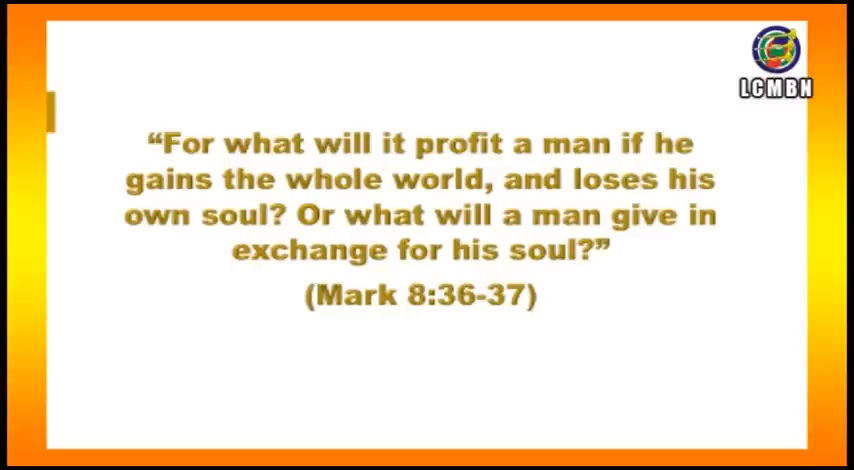 LCMBN
“For what will it profit a man if he
gains the whole world, and loses his
own soul? Or what will a man give in
exchange for his soul?”
(Mark 8:36-37)